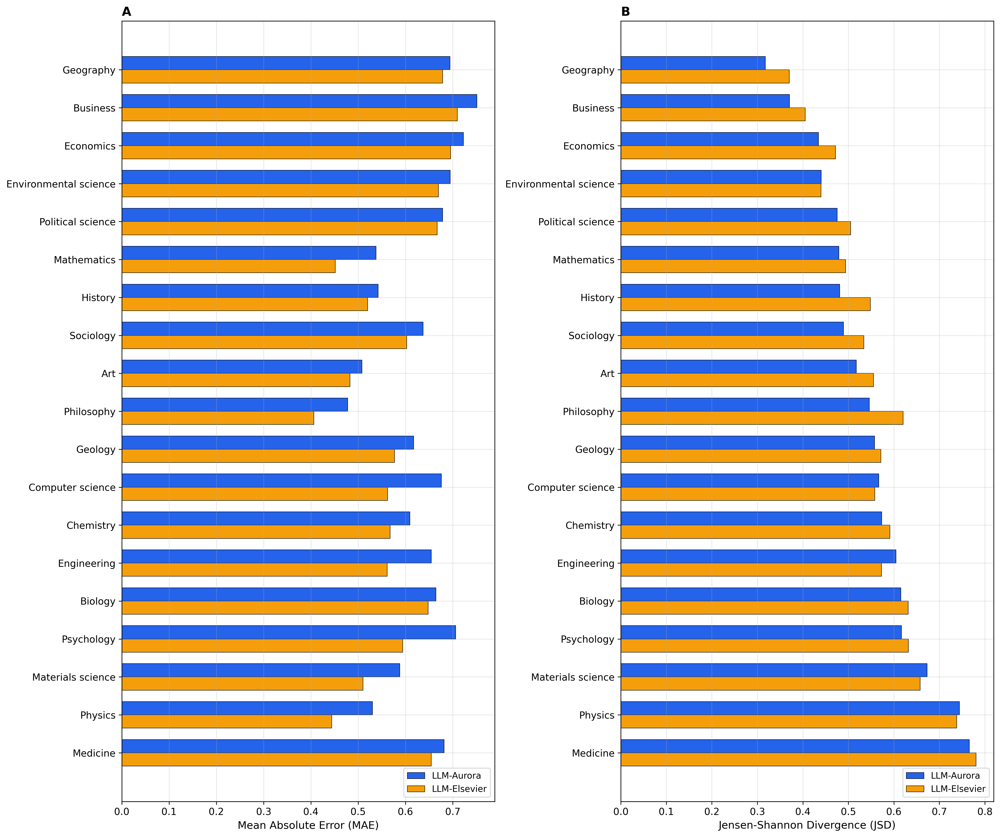 A
Geography
Business
Economics
Environmental science
Political science
Mathematics
History
Sociology
Art
Philosophy
Geology
Computer science
Chemistry
Engineering
Biology
Psychology
Materials science
Physics
Medicine
LLM-Aurora
LLM-Elsevier
0.0 0.1 0.2 0.3 0.4 0.5 0.6 0.7
Mean Absolute Error (MAE)
B
Geography
Business
Economics
Environmental science
Political science
Mathematics
History
Sociology
Art
Philosophy
Geology
Computer science
Chemistry
Engineering
Biology
Psychology
Materials science
Physics
Medicine
LLM-Aurora
LLM-Elsevier
0.0 0.1 0.2 0.3 0.4 0.5 0.6 0.7 0.8
Jensen-Shannon Divergence (JSD)